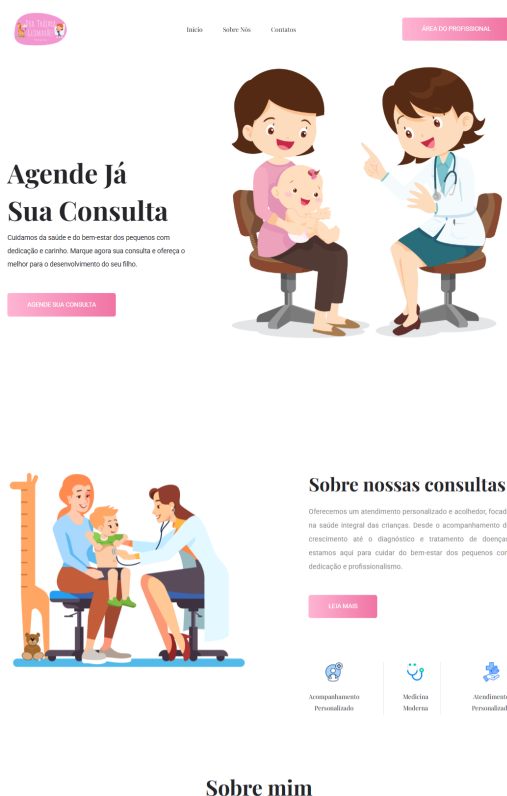 Início
Sobre Nós
Contatos
ÁREA DO PROFISSIONAL
Agende Já
Sua Consulta
Cuidamos da saúde e do bem-estar dos pequenos com
dedicação e carinho. Marque agora sua consulta e ofereça o
melhor para o desenvolvimento do seu filho.
AGENDE SUA CONSULTA
Sobre nossas consultas
Oferecemos um atendimento personalizado e acolhedor, focad
na saúde integral das crianças. Desde o acompanhamento d
crescimento até o diagnóstico e tratamento de doença
estamos aqui para cuidar do bem-estar dos pequenos con
dedicação e profissionalismo.
LEIA MAIS
Acompanhamento
Personalizado
Medicina
Moderna
Atendimento
Personalizad
Sobre mim